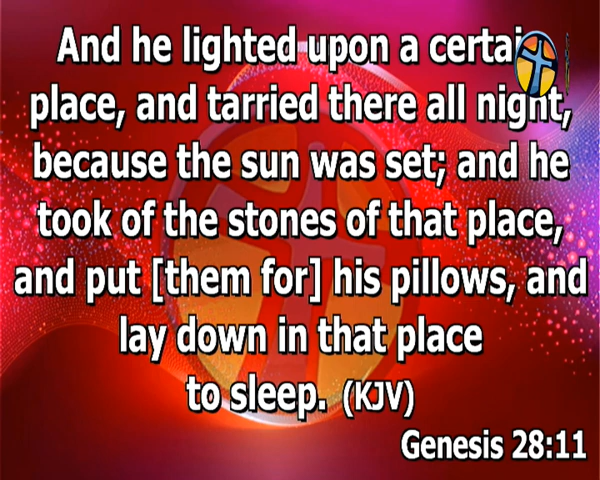 And he lighted upon a certai
place, and tarried there all night,
because the sun was set; and he
took of the stones of that place,
and put [them for] his pillows, and
lay down in that place
to sleep. (KJV)
Genesis 28:11